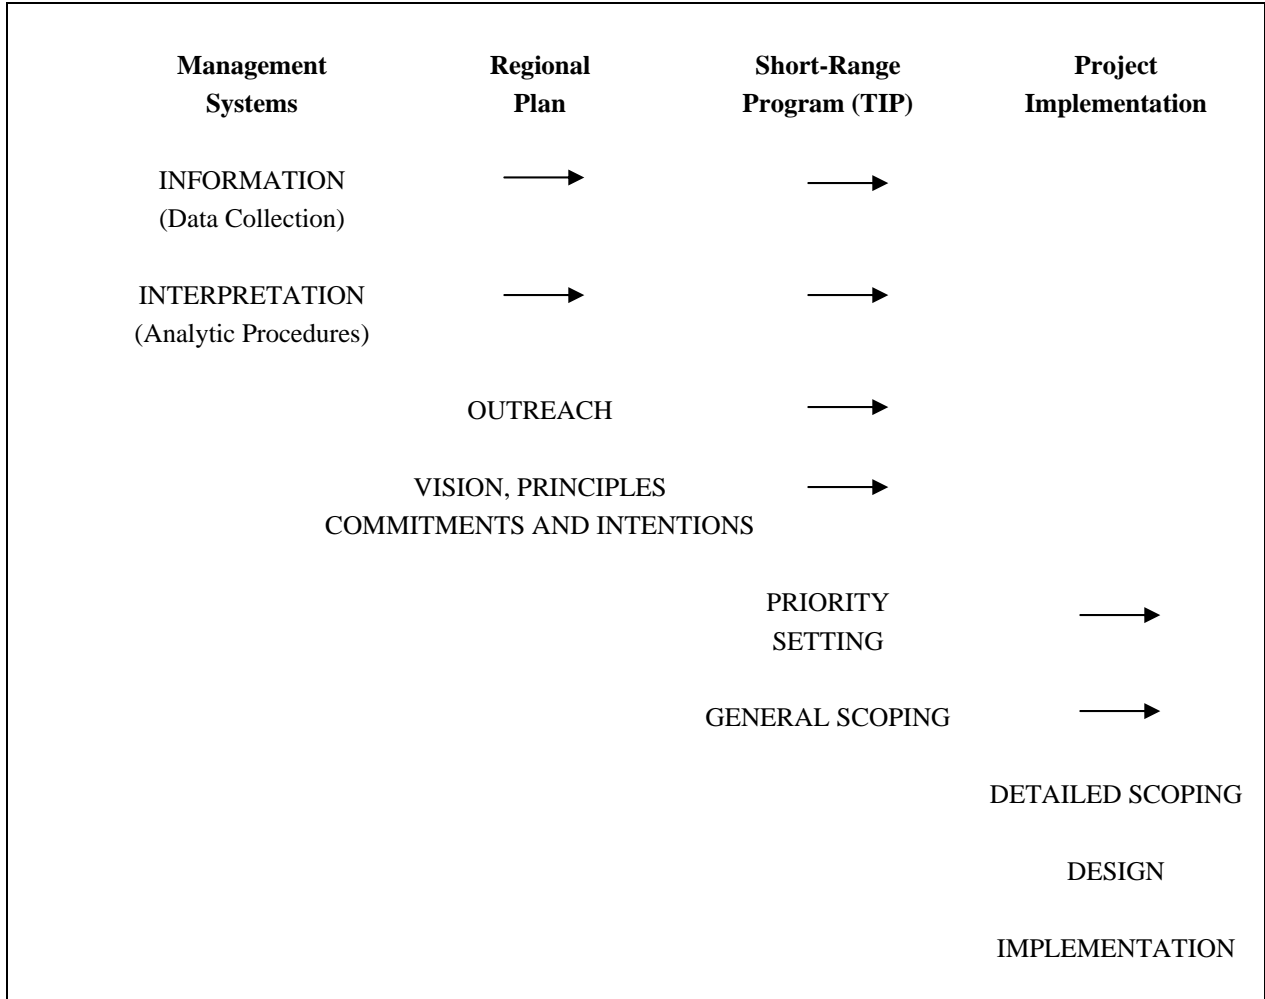 Management Systems
Regional Plan
Short-Range Program (TIP)
Project Implementation
INFORMATION
(Data Collection)
INTERPRETATION
(Analytic Procedures)
OUTREACH
VISION, PRINCIPLES
COMMITMENTS AND INTENTIONS
PRIORITY
SETTING
GENERAL SCOPING
DETAILED SCOPING
DESIGN
IMPLEMENTATION